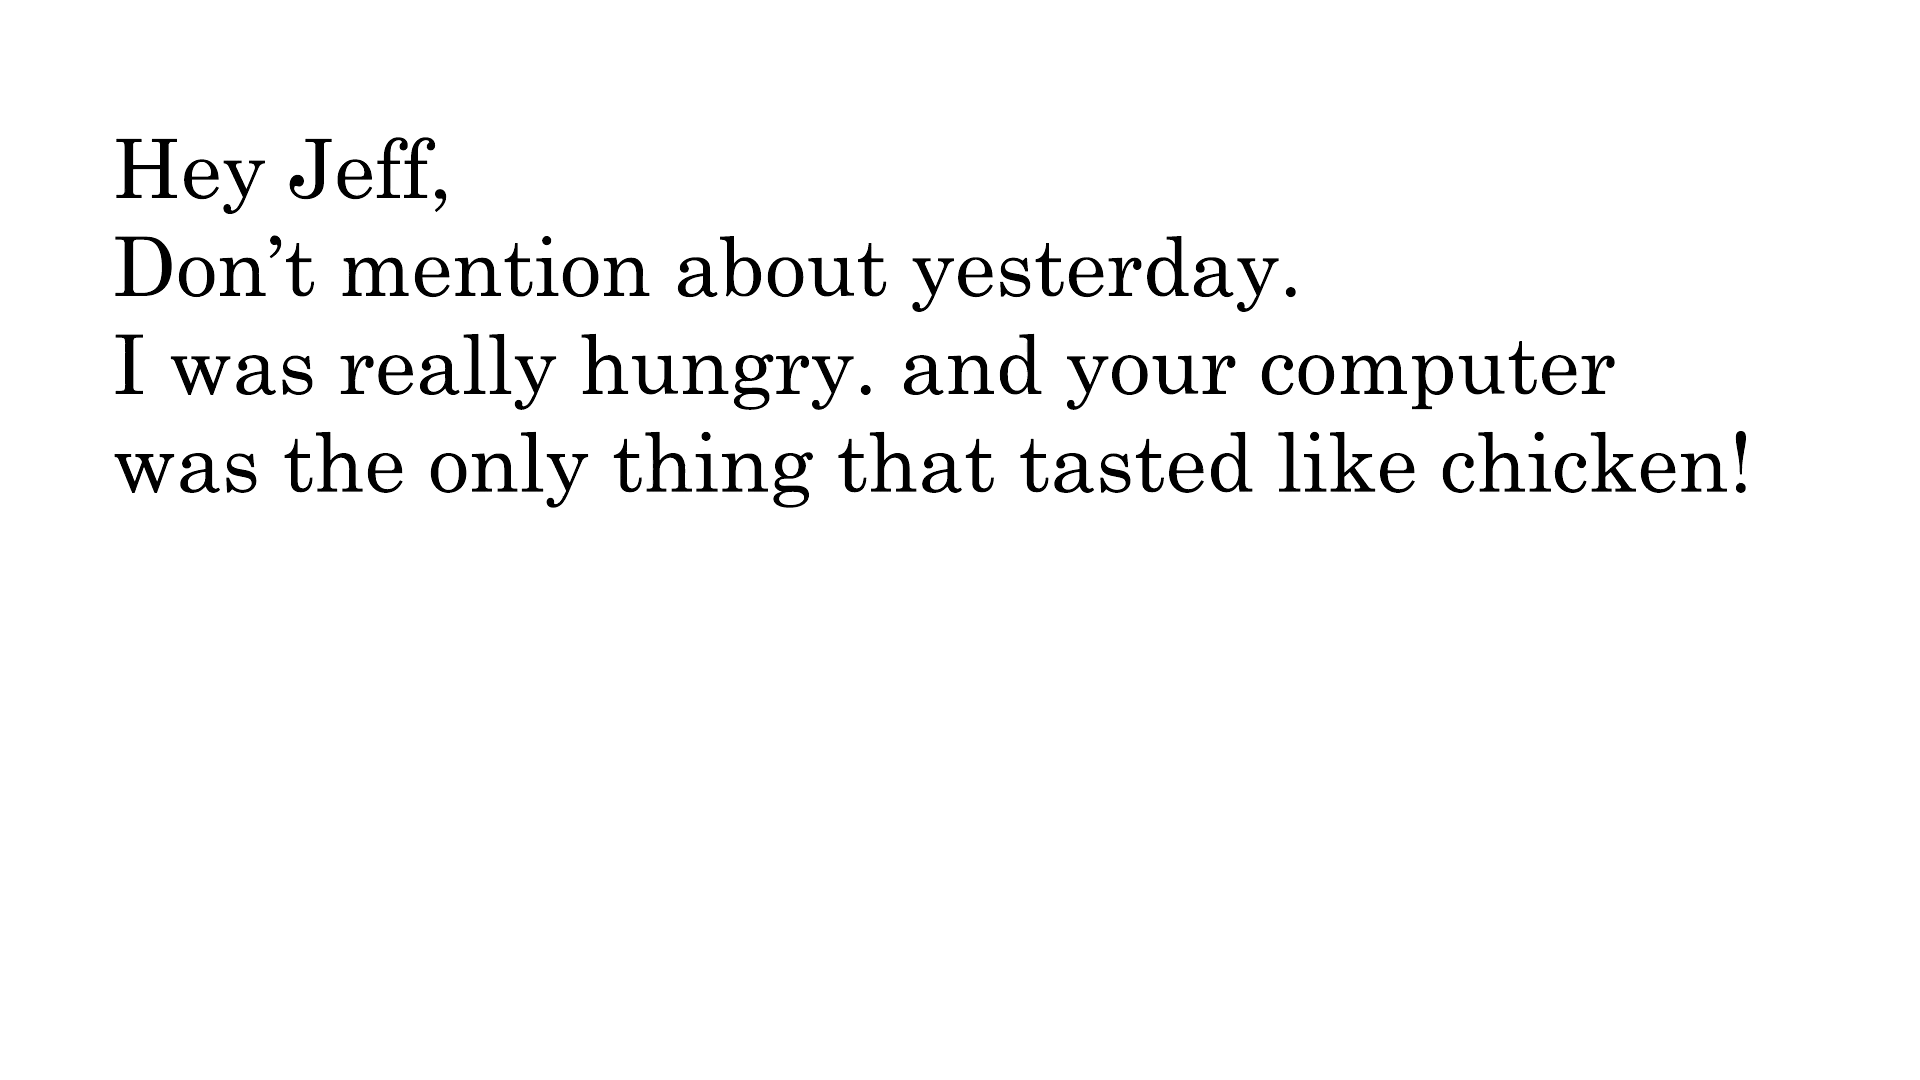 Hey Jeff,
Don’t mention about yesterday.
I was really hungry. and your computer
was the only thing that tasted like chicken!